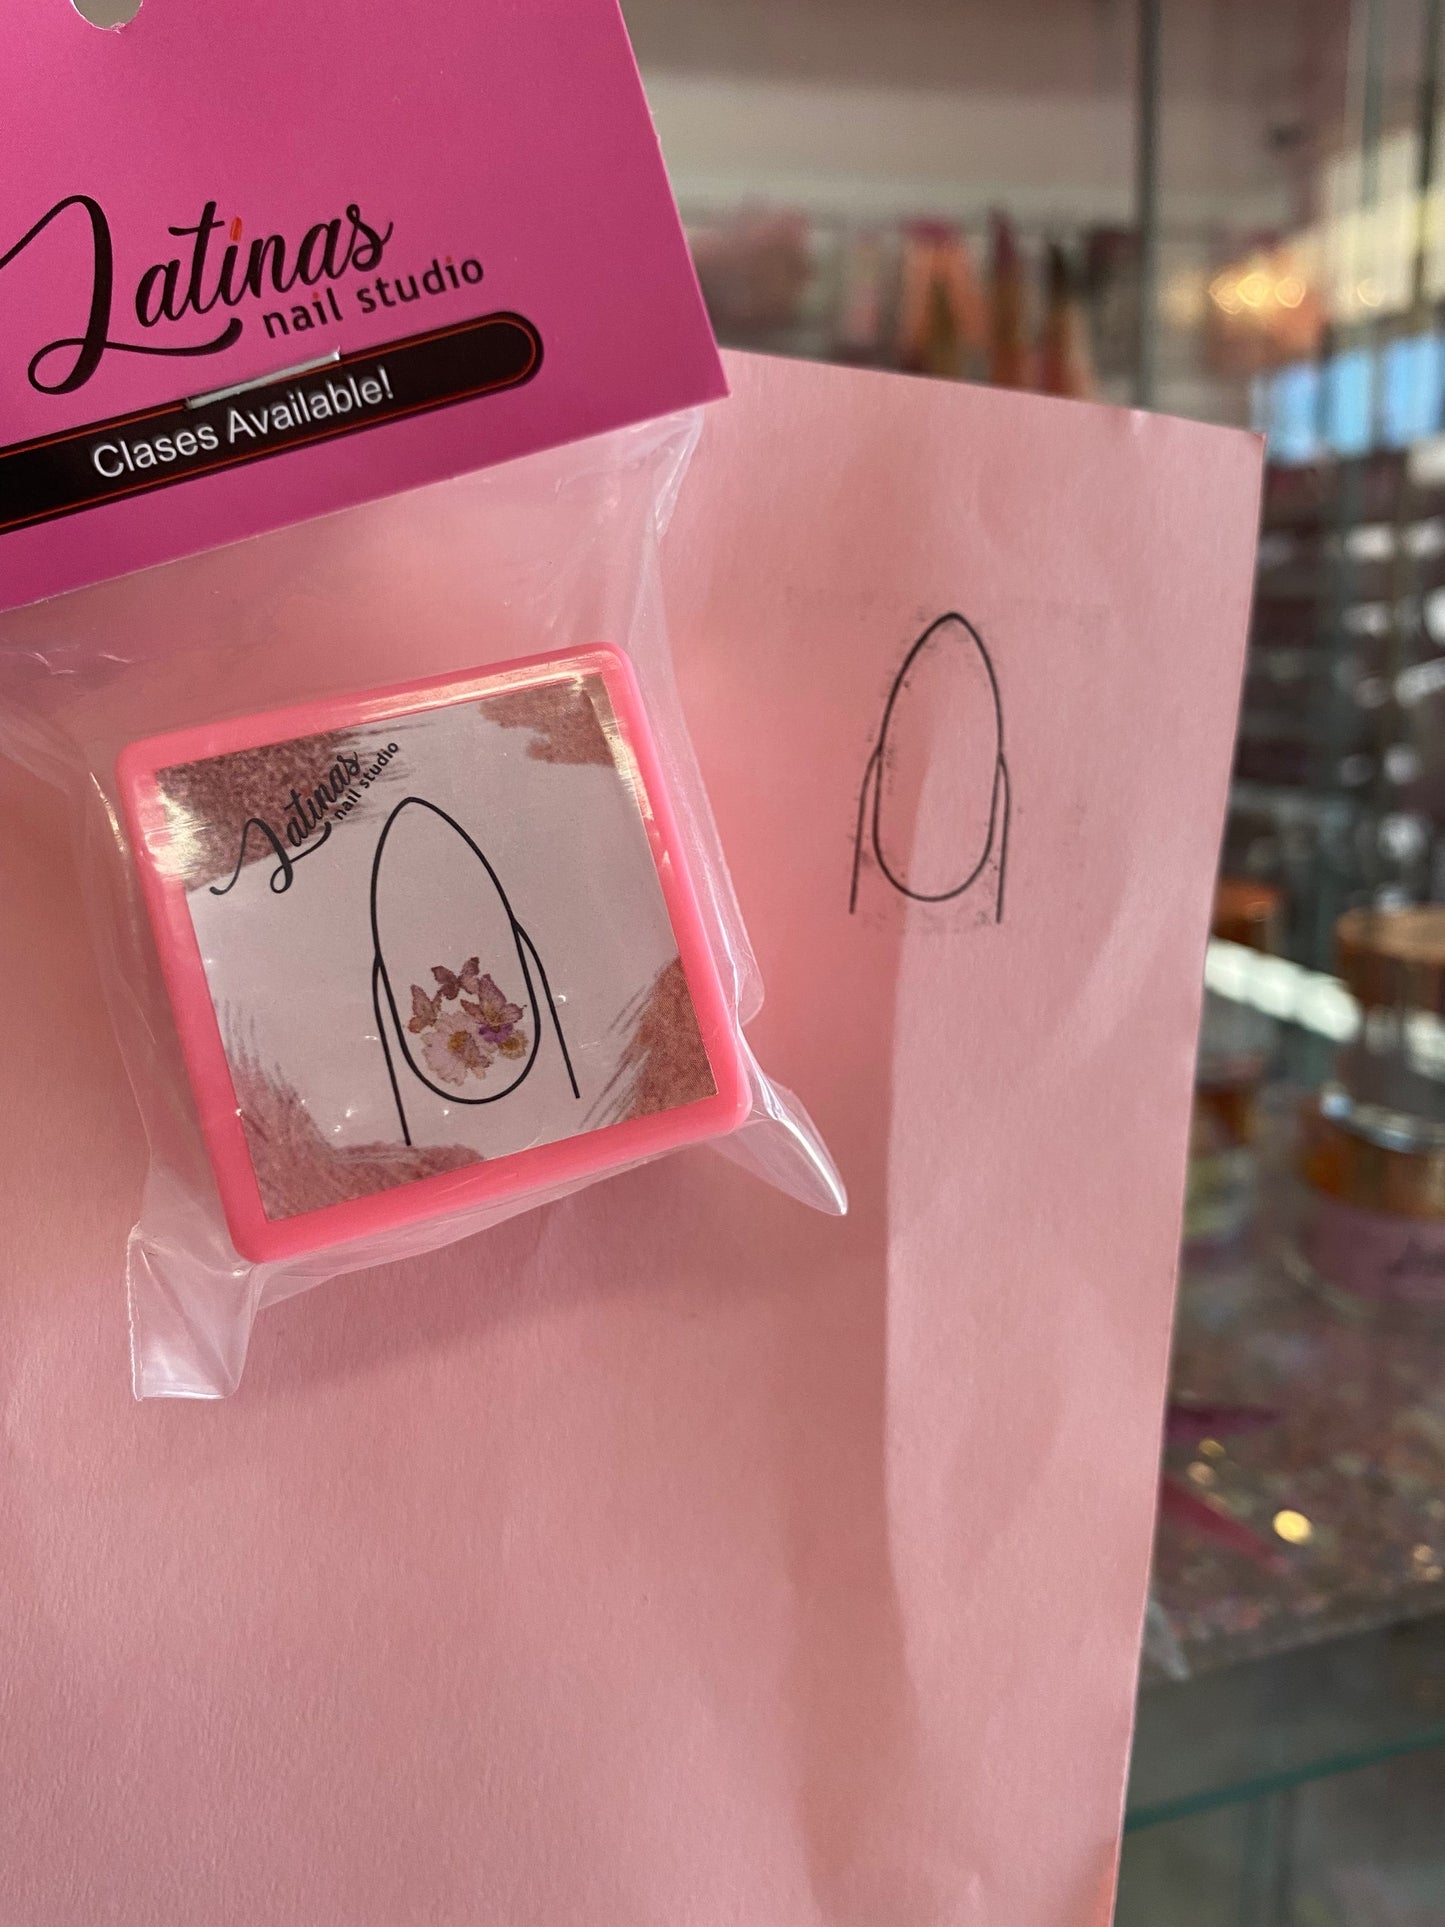 Latinas
nail studio
Clases Available!
Latinas
nail studio